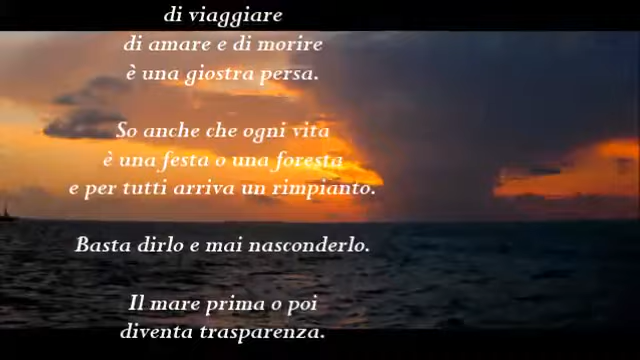 di viaggiare
di amare e di morire
è una giostra persa.
So anche che ogni vita
è una festa o una foresta
e per tutti arriva un rimpianto.
Basta dirlo e mai nasconderlo.
Il mare prima o poi
diventa trasparenza.